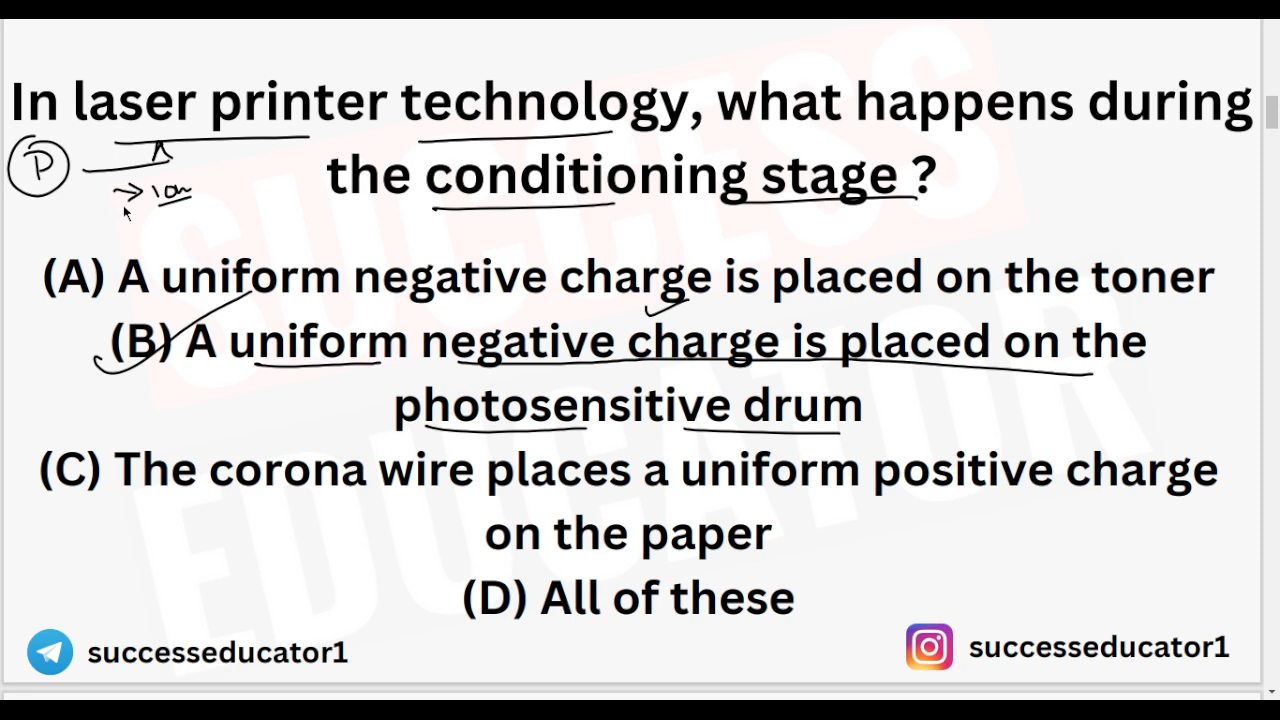 In laser printer technology, what happens during
the conditioning stage ?
P
(A) A uniform negative charge is placed on the toner
(B) A uniform negative charge is placed on the
photosensitive drum
(C) The corona wire places a uniform positive charge
on the paper
(D) All of these
successeducator1
successeducator1
SUCCESS
EDUCATOR